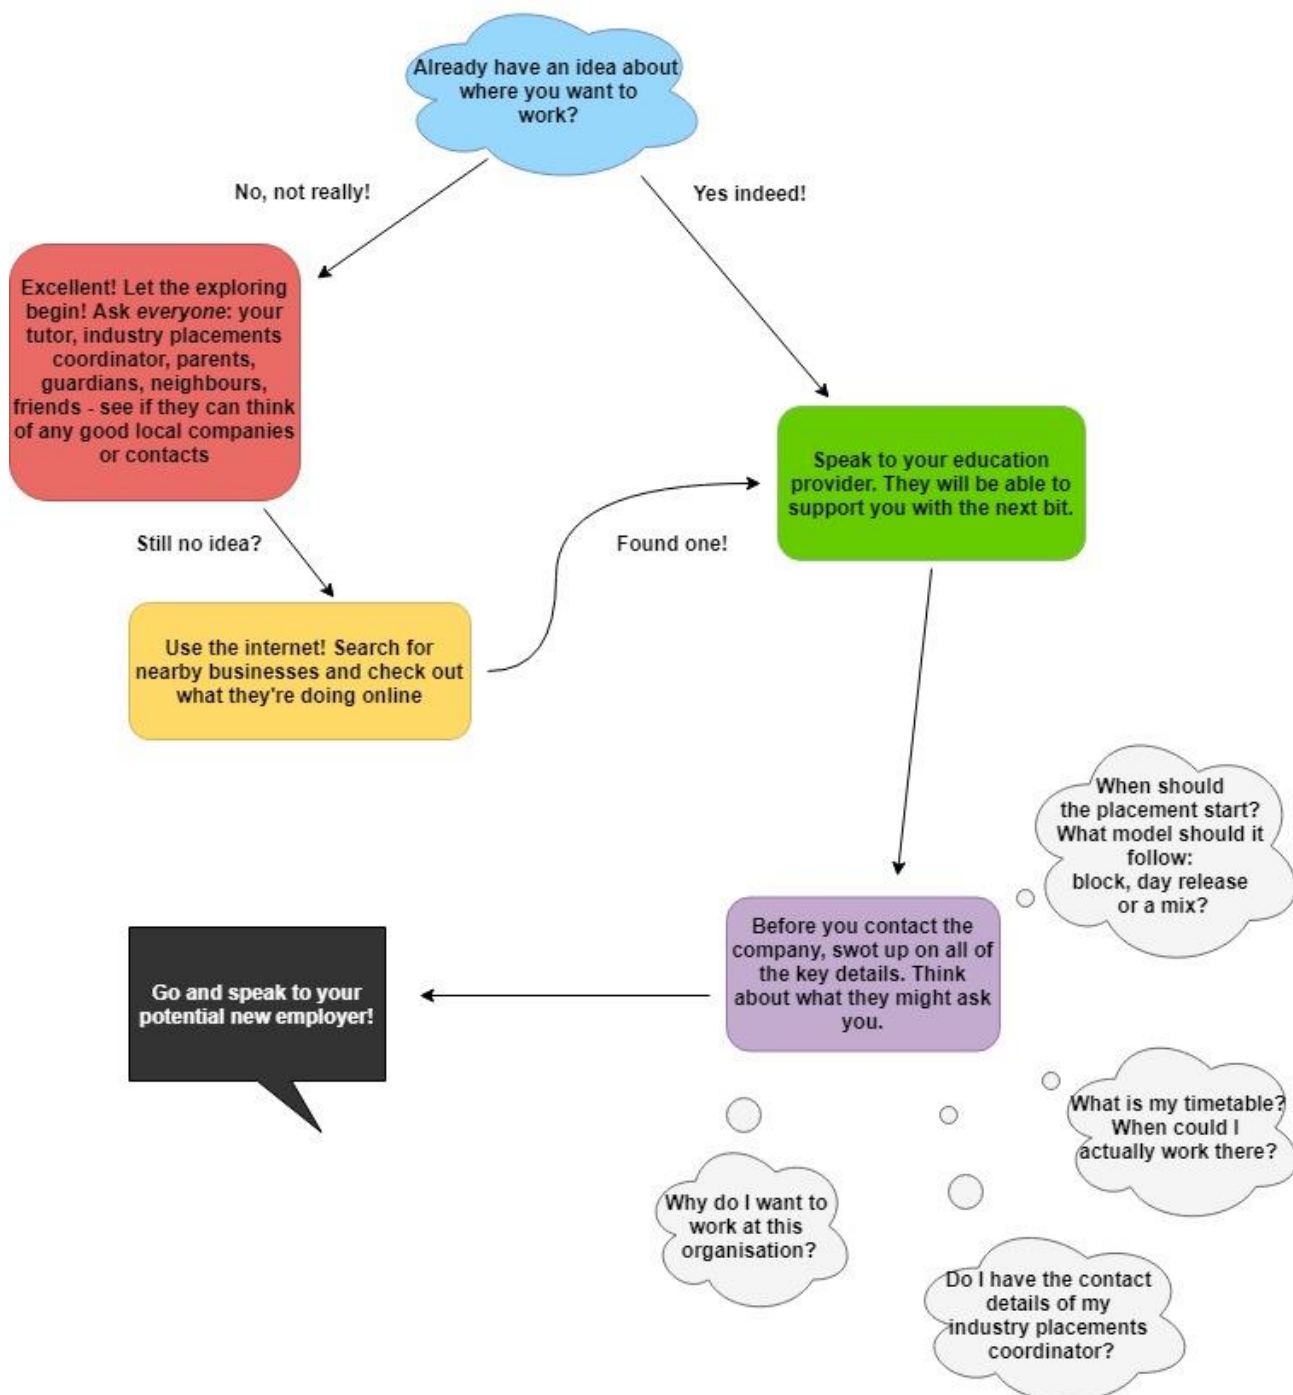 Already have an idea about
where you want to
work?
No, not really!
Yes indeed!
Excellent! Let the exploring
begin! Ask everyone: your
tutor, industry placements
coordinator, parents,
guardians, neighbours,
friends - see if they can think
of any good local companies
or contacts
Speak to your education
provider. They will be able to
support you with the next bit.
Still no idea?
Found one!
Use the internet! Search for
nearby businesses and check out
what they're doing online
When should
the placement start?
What model should it
follow:
block, day release
or a mix?
Before you contact the
company, swot up on all of
the key details. Think
about what they might ask
you.
Go and speak to your
potential new employer!
What is my timetable?
When could I
actually work there?
Why do I want to
work at this
organisation?
Do I have the contact
details of my
industry placements
coordinator?